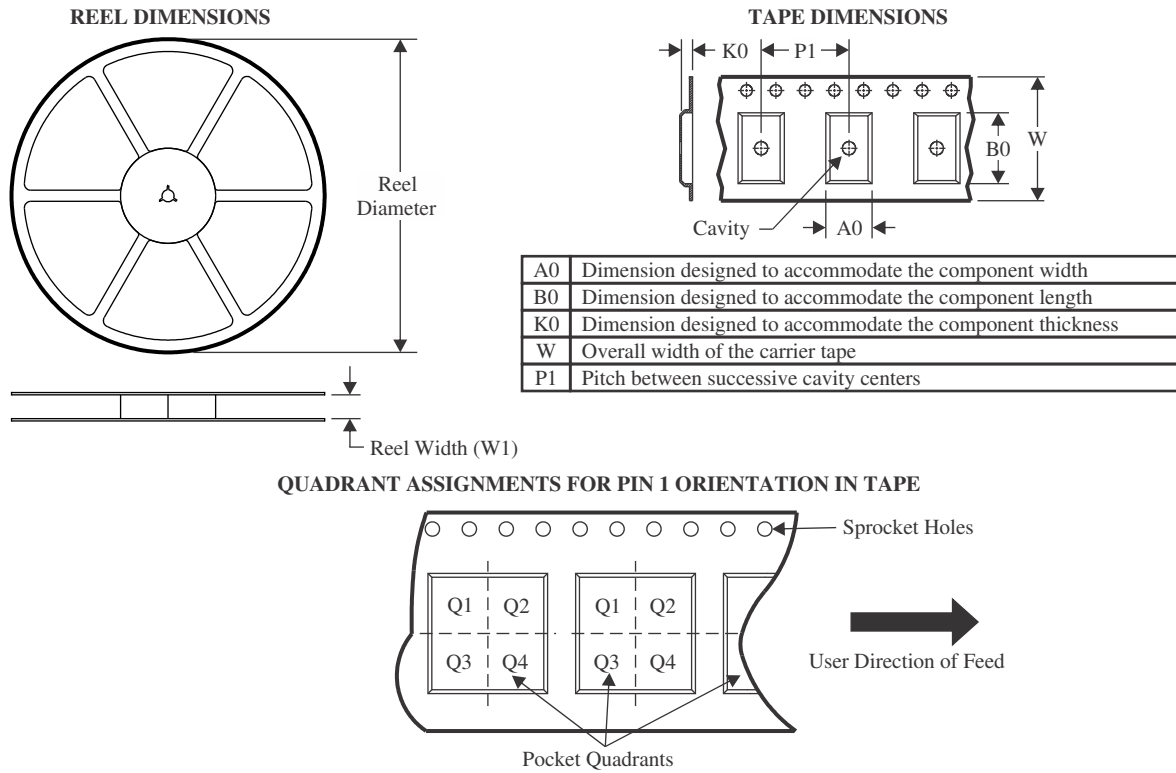 REEL DIMENSIONS
Reel
Diameter
Reel Width (W1)
TAPE DIMENSIONS
K0
P1
B0
W
Cavity
A0
A0 Dimension designed to accommodate the component width
B0 Dimension designed to accommodate the component length
K0 Dimension designed to accommodate the component thickness
W Overall width of the carrier tape
P1 Pitch between successive cavity centers
QUADRANT ASSIGNMENTS FOR PIN 1 ORIENTATION IN TAPE
Sprocket Holes
Q1 Q2 Q1 Q2
Q3 Q4 Q3 Q4
User Direction of Feed
Pocket Quadrants